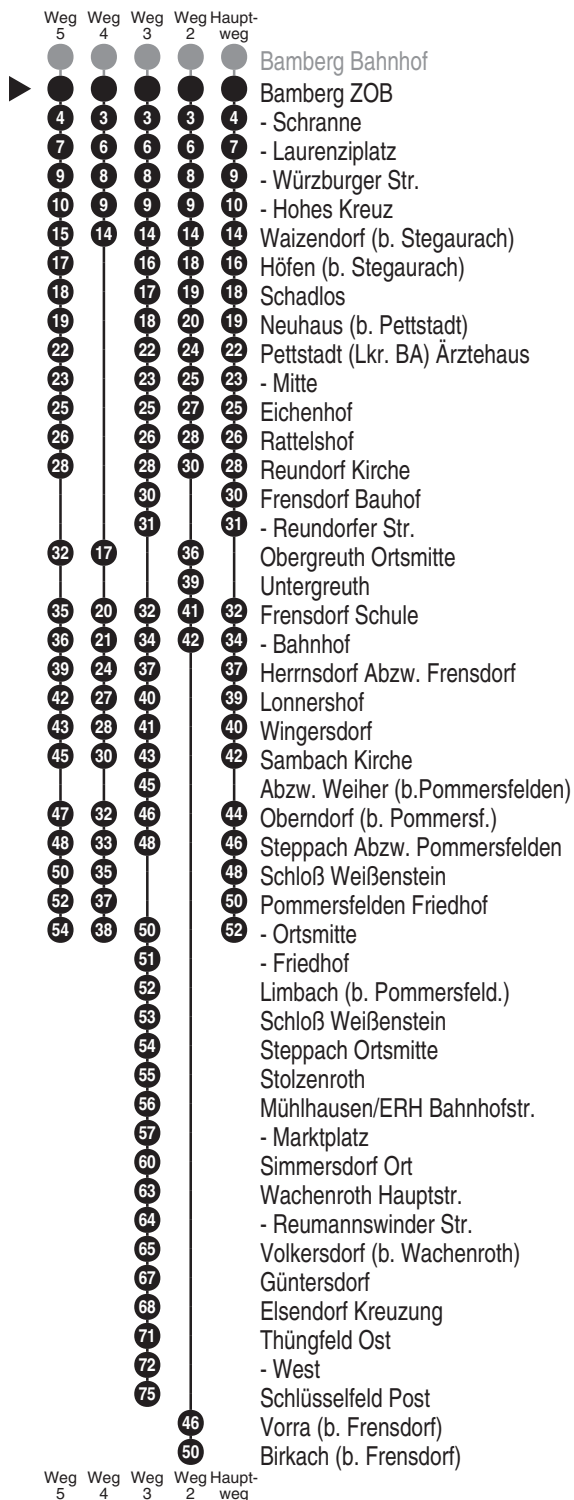 Weg Weg Weg Weg Haupt-
5 4 3 2 weg
Bamberg Bahnhof
Bamberg ZOB
4 3 3 3 4 - Schranne
7 6 6 6 7 - Laurenziplatz
9 8 8 8 9 - Würzburger Str.
10 9 9 9 10 - Hohes Kreuz
15 14 14 14 14 Waizendorf (b. Stegaurach)
17 16 18 16 Höfen (b. Stegaurach)
18 17 19 18 Schadlos
19 18 20 19 Neuhaus (b. Pettstadt)
22 22 24 22 Pettstadt (Lkr. BA) Ärztehaus
23 23 25 23 - Mitte
25 25 27 25 Eichenhof
26 26 28 26 Rattelshof
28 28 30 28 Reundorf Kirche
30 30 Frensdorf Bauhof
31 31 - Reundorfer Str.
32 17 36 Obergreuth Ortsmitte
39 Untergreuth
35 20 32 41 32 Frensdorf Schule
36 21 34 42 34 - Bahnhof
39 24 37 37 Herrnsdorf Abzw. Frensdorf
42 27 40 39 Lonnershof
43 28 41 40 Wingersdorf
45 30 43 42 Sambach Kirche
45 Abzw. Weiher (b.Pommersfelden)
47 32 46 44 Oberndorf (b. Pommersf.)
48 33 48 46 Steppach Abzw. Pommersfelden
50 35 48 Schloß Weißenstein
52 37 50 Pommersfelden Friedhof
54 38 50 52 - Ortsmitte
51 - Friedhof
52 Limbach (b. Pommersfeld.)
53 Schloß Weißenstein
54 Steppach Ortsmitte
55 Stolzenroth
56 Mühlhausen/ERH Bahnhofstr.
57 - Marktplatz
60 Simmersdorf Ort
63 Wachenroth Hauptstr.
64 - Reumannswinder Str.
65 Volkersdorf (b. Wachenroth)
67 Güntersdorf
68 Elsendorf Kreuzung
71 Thüngfeld Ost
72 - West
75 Schlüsselfeld Post
46 Vorra (b. Frensdorf)
50 Birkach (b. Frensdorf)
Weg Weg Weg Weg Haupt-
5 4 3 2 weg